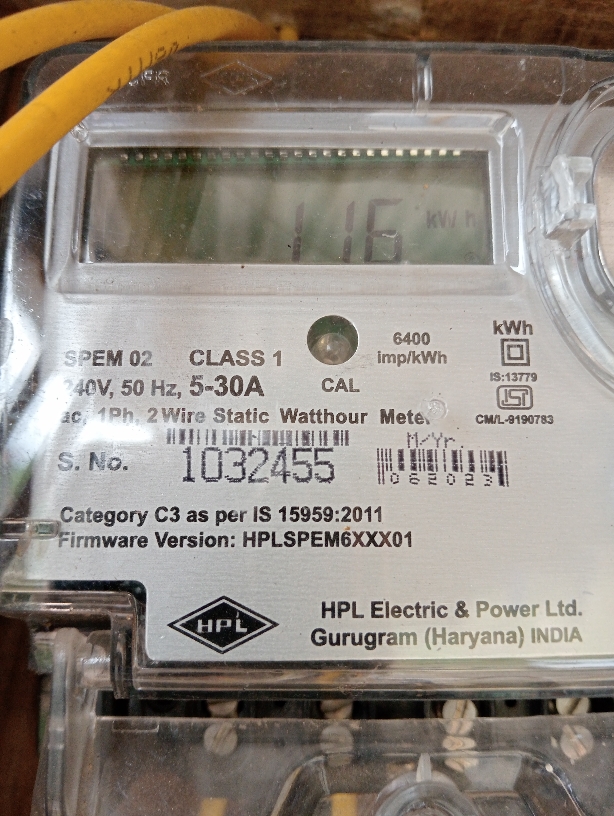 116 kWh
6400
imp/kWh
kWh
IS:13779
ISI
CM/L-9190783
CAL
SPEM 02 CLASS 1
240V, 50 Hz, 5-30A
ac, 1Ph, 2 Wire Static Watthour Meter
M/Yr.
S. No. 1032455
062023
Category C3 as per IS 15959:2011
Firmware Version: HPLSPEM6XXX01
HPL
HPL Electric & Power Ltd.
Gurugram (Haryana) INDIA